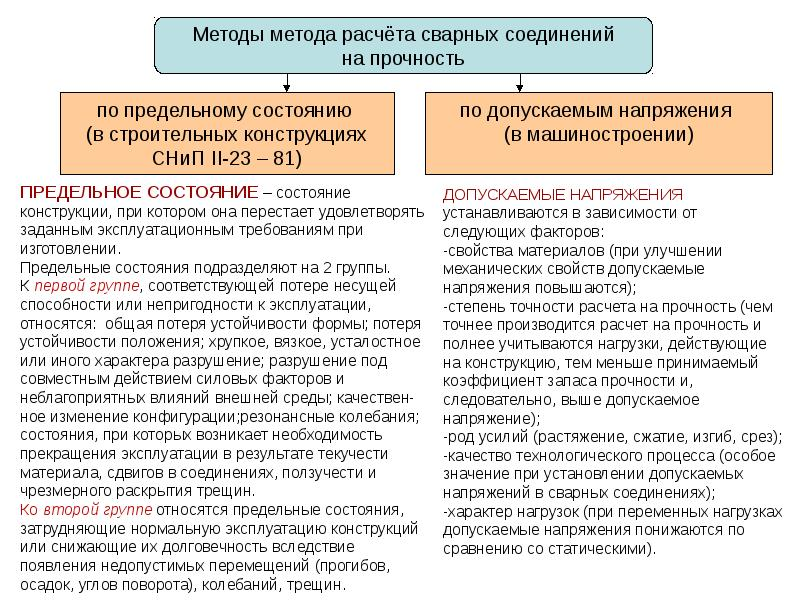 Методы метода расчёта сварных соединений
на прочность
по предельному состоянию
(в строительных конструкциях
СНиП II-23 – 81)
по допускаемым напряжения
(в машиностроении)
ПРЕДЕЛЬНОЕ СОСТОЯНИЕ – состояние
конструкции, при котором она перестает удовлетворять
заданным эксплуатационным требованиям при
изготовлении.
Предельные состояния подразделяют на 2 группы.
К первой группе, соответствующей потере несущей
способности или непригодности к эксплуатации,
относятся: общая потеря устойчивости формы; потеря
устойчивости положения; хрупкое, вязкое, усталостное
или иного характера разрушение; разрушение под
совместным действием силовых факторов и
неблагоприятных влияний внешней среды; качествен-
ное изменение конфигурации;резонансные колебания;
состояния, при которых возникает необходимость
прекращения эксплуатации в результате текучести
материала, сдвигов в соединениях, ползучести и
чрезмерного раскрытия трещин.
Ко второй группе относятся предельные состояния,
затрудняющие нормальную эксплуатацию конструкций
или снижающие их долговечность вследствие
появления недопустимых перемещений (прогибов,
осадок, углов поворота), колебаний, трещин.
ДОПУСКАЕМЫЕ НАПРЯЖЕНИЯ
устанавливаются в зависимости от
следующих факторов:
-свойства материалов (при улучшении
механических свойств допускаемые
напряжения повышаются);
-степень точности расчета на прочность (чем
точнее производится расчет на прочность и
полнее учитываются нагрузки, действующие
на конструкцию, тем меньше принимаемый
коэффициент запаса прочности и,
следовательно, выше допускаемое
напряжение);
-род усилий (растяжение, сжатие, изгиб, срез);
-качество технологического процесса (особое
значение при установлении допускаемых
напряжений в сварных соединениях);
-характер нагрузок (при переменных нагрузках
допускаемые напряжения понижаются по
сравнению со статическими).